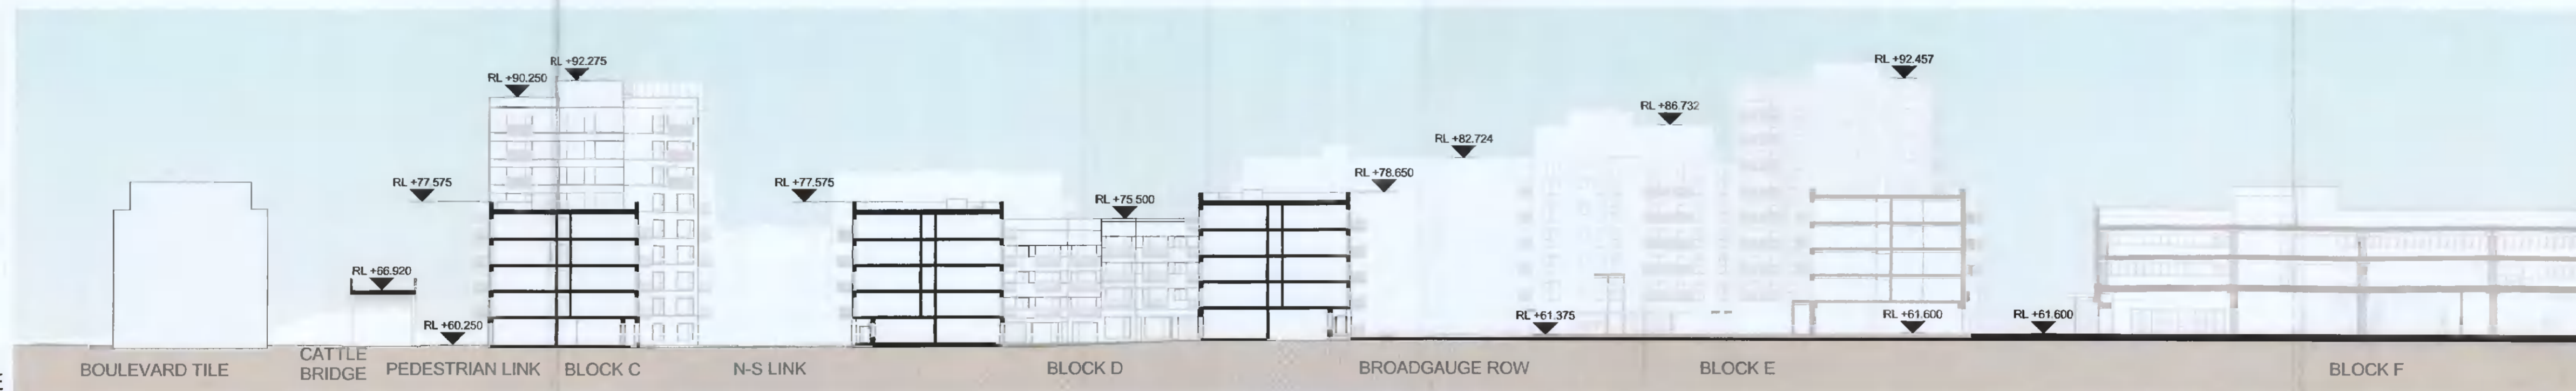 RL +92.275
RL +90.250
RL +92.457
RL +86.732
RL +82.724
RL +78.650
RL +77.575
RL +77.575
RL +75.500
RL +66.920
RL +60.250
RL +61.375
RL +61.600
RL +61.600
BOULEVARD TILE
CATTLE
BRIDGE
PEDESTRIAN LINK
BLOCK C
N-S LINK
BLOCK D
BROADGAUGE ROW
BLOCK E
BLOCK F